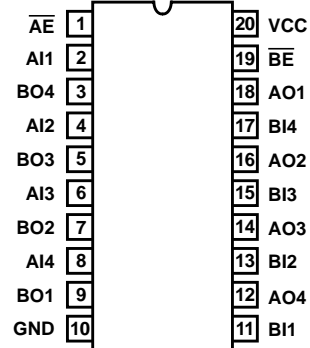 A̅E̅ 1 20 VCC
AI1 2 19 B̅E̅
BO4 3 18 AO1
AI2 4 17 BI4
BO3 5 16 AO2
AI3 6 15 BI3
BO2 7 14 AO3
AI4 8 13 BI2
BO1 9 12 AO4
GND 10 11 BI1